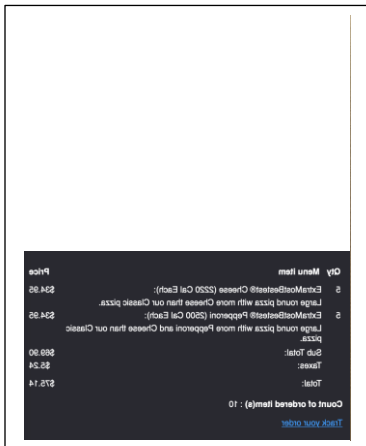 Qty Menu Item Price
5 ExtraMostBestest® Cheese (2220 Cal Each): $34.95
Large round pizza with more Cheese than our Classic pizza.
5 ExtraMostBestest® Pepperoni (2500 Cal Each): $34.95
Large round pizza with more Pepperoni and Cheese than our Classic
pizza.
Sub Total: $69.90
Taxes: $5.24
Total: $75.14
Count of ordered item(s) : 10
Track your order